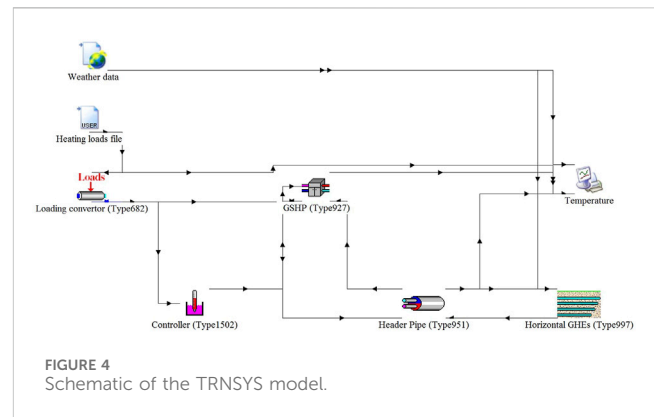 Weather data
USER
Heating loads file
Loads
Loading convertor (Type682)
GSHP (Type927)
Temperature
Controller (Type1502)
Header Pipe (Type951)
Horizontal GHEs (Type997)
FIGURE 4
Schematic of the TRNSYS model.